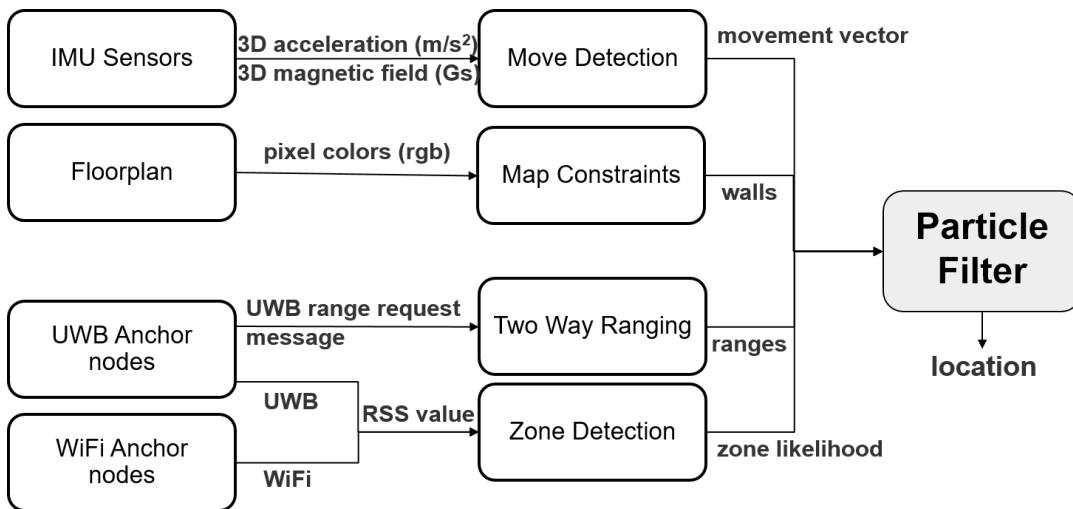 IMU Sensors
3D acceleration (m/s²)
3D magnetic field (Gs)
Move Detection
movement vector
Floorplan
pixel colors (rgb)
Map Constraints
walls
Particle
Filter
location
UWB Anchor
nodes
UWB range request
message
Two Way Ranging
ranges
UWB
RSS value
WiFi Anchor
nodes
WiFi
Zone Detection
zone likelihood